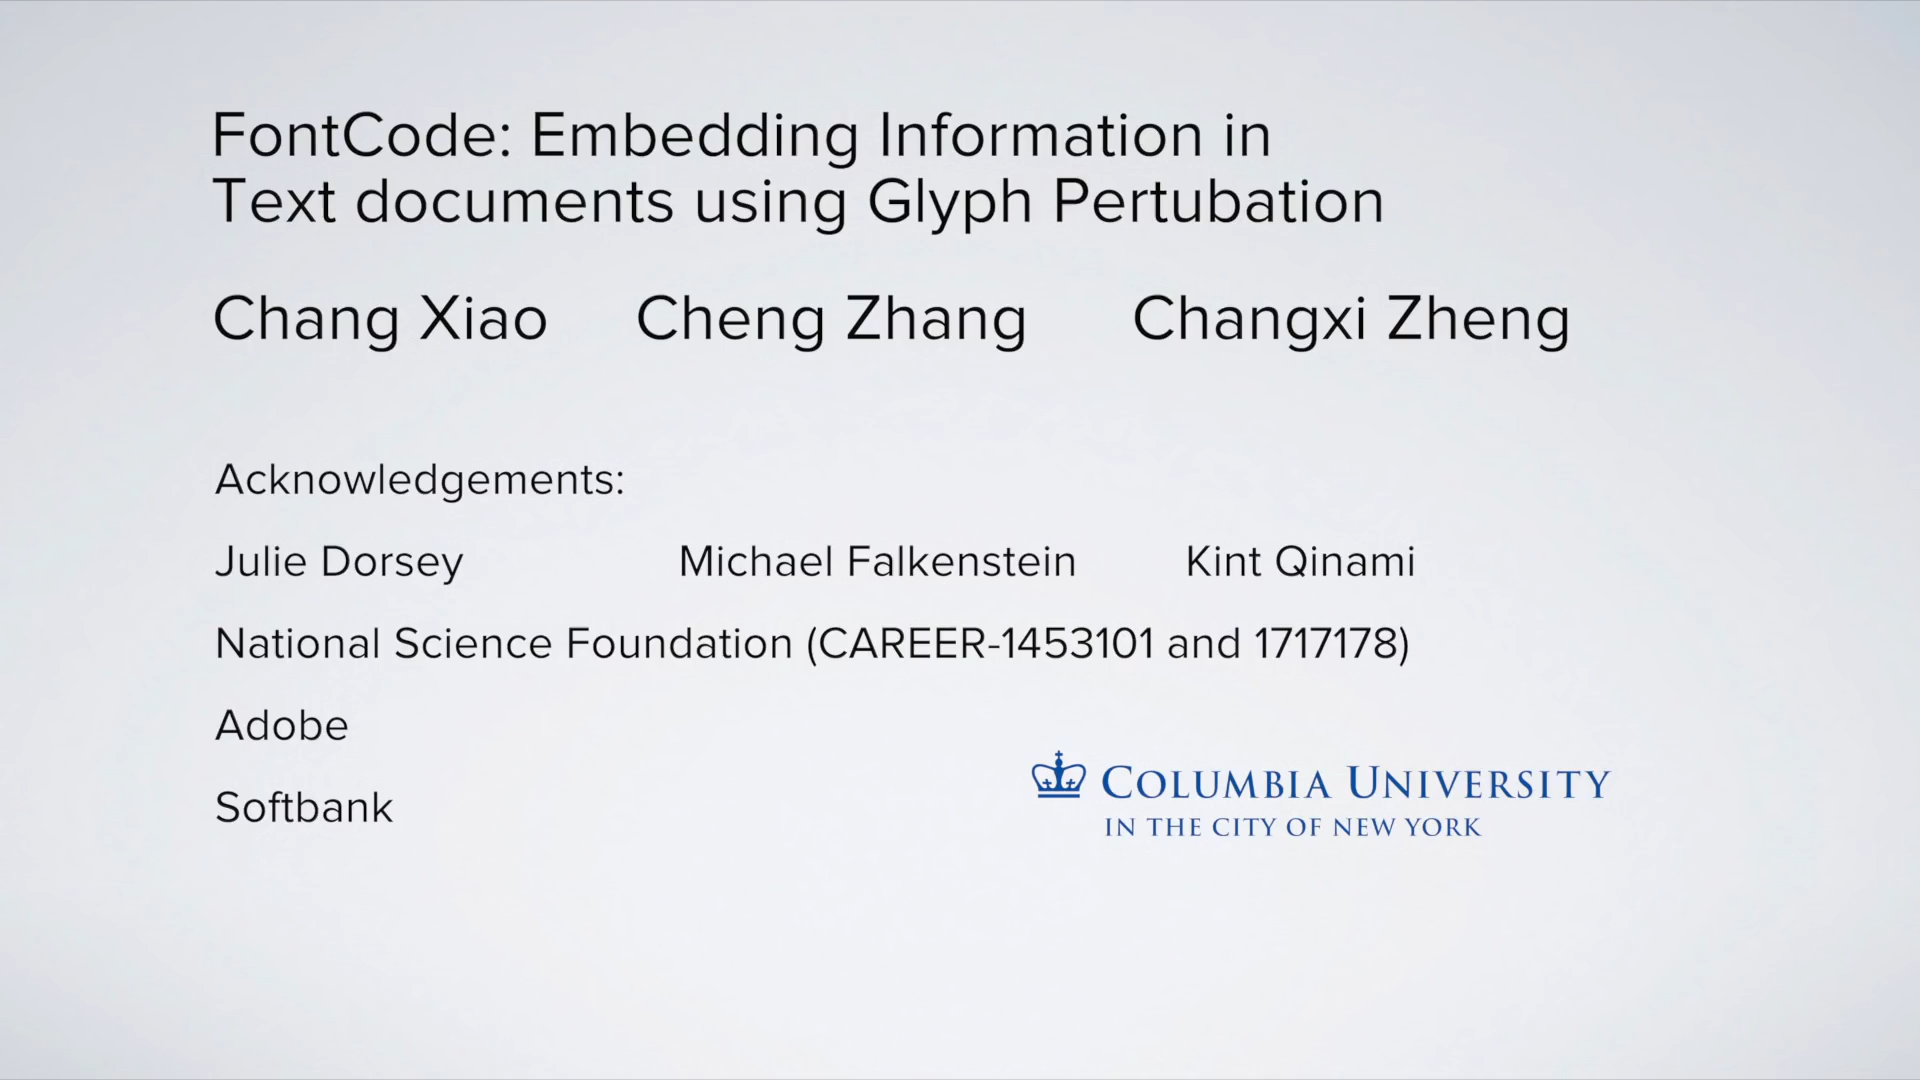 FontCode: Embedding Information in
Text documents using Glyph Pertubation
Chang Xiao Cheng Zhang Changxi Zheng
Acknowledgements:
Julie Dorsey Michael Falkenstein Kint Qinami
National Science Foundation (CAREER-1453101 and 1717178)
Adobe
Softbank
COLUMBIA UNIVERSITY
IN THE CITY OF NEW YORK